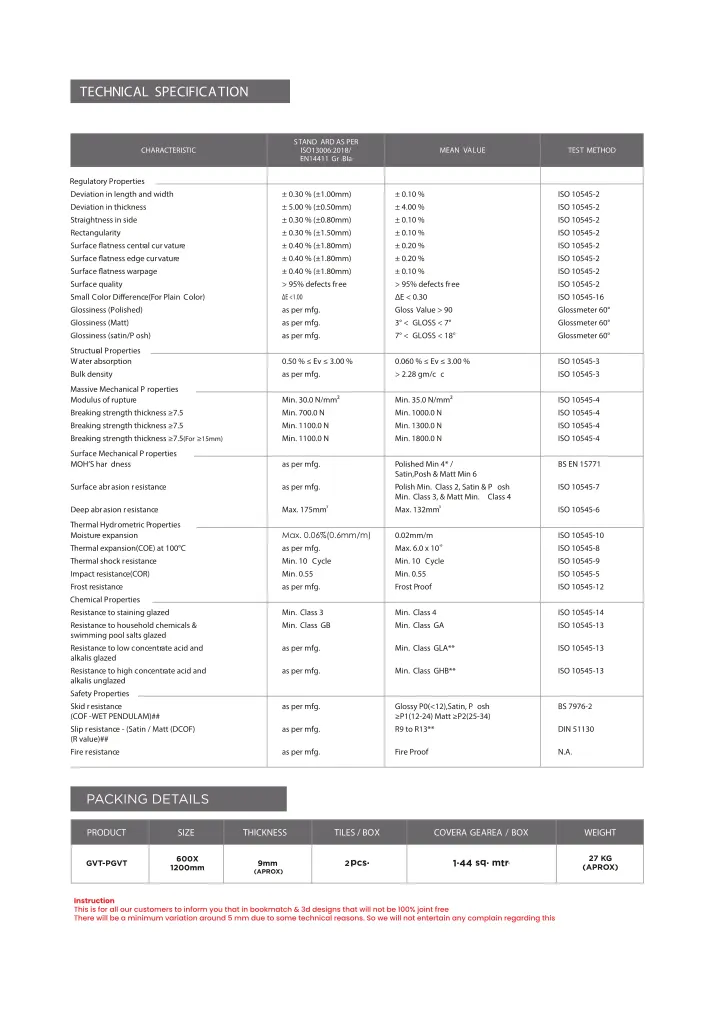 TECHNICAL SPECIFICATION
CHARACTERISTIC
STAND ARD AS PER
ISO13006:2018/
EN14411 Gr -BIa
MEAN VALUE
TEST METHOD
Regulatory Properties
Deviation in length and width ± 0.30 % (±1.00mm) ± 0.10 % ISO 10545-2
Deviation in thickness ± 5.00 % (±0.50mm) ± 4.00 % ISO 10545-2
Straightness in side ± 0.30 % (±0.80mm) ± 0.10 % ISO 10545-2
Rectangularity ± 0.30 % (±1.50mm) ± 0.10 % ISO 10545-2
Surface flatness central curvature ± 0.40 % (±1.80mm) ± 0.20 % ISO 10545-2
Surface flatness edge curvature ± 0.40 % (±1.80mm) ± 0.20 % ISO 10545-2
Surface flatness warpage ± 0.40 % (±1.80mm) ± 0.10 % ISO 10545-2
Surface quality > 95% defects free > 95% defects free ISO 10545-2
Small Color Difference(For Plain Color) ΔE <1.00 ΔE < 0.30 ISO 10545-16
Glossiness (Polished) as per mfg. Gloss Value > 90 Glossmeter 60°
Glossiness (Matt) as per mfg. 3° < GLOSS < 7° Glossmeter 60°
Glossiness (satin/P osh) as per mfg. 7° < GLOSS < 18° Glossmeter 60°
Structural Properties
Water absorption 0.50 % ≤ Ev ≤ 3.00 % 0.060 % ≤ Ev ≤ 3.00 % ISO 10545-3
Bulk density as per mfg. > 2.28 gm/c c ISO 10545-3
Massive Mechanical P roperties
Modulus of rupture Min. 30.0 N/mm² Min. 35.0 N/mm² ISO 10545-4
Breaking strength thickness ≥7.5 Min. 700.0 N Min. 1000.0 N ISO 10545-4
Breaking strength thickness ≥7.5 Min. 1100.0 N Min. 1300.0 N ISO 10545-4
Breaking strength thickness ≥7.5(For ≥15mm) Min. 1100.0 N Min. 1800.0 N ISO 10545-4
Surface Mechanical P roperties
MOH'S har dness as per mfg. Polished Min 4* / BS EN 15771
Satin,Posh & Matt Min 6
Surface abrasion resistance as per mfg. Polish Min. Class 2, Satin & P osh ISO 10545-7
Min. Class 3, & Matt Min. Class 4
Deep abrasion resistance Max. 175mm³ Max. 132mm³ ISO 10545-6
Thermal Hydrometric Properties
Moisture expansion Max. 0.06%(0.6mm/m) 0.02mm/m ISO 10545-10
Thermal expansion(COE) at 100°C as per mfg. Max. 6.0 x 10 ISO 10545-8
Thermal shock resistance Min. 10 Cycle Min. 10 Cycle ISO 10545-9
Impact resistance(COR) Min. 0.55 Min. 0.55 ISO 10545-5
Frost resistance as per mfg. Frost Proof ISO 10545-12
Chemical Properties
Resistance to staining glazed Min. Class 3 Min. Class 4 ISO 10545-14
Resistance to household chemicals & Min. Class GB Min. Class GA ISO 10545-13
swimming pool salts glazed
Resistance to low concentrate acid and as per mfg. Min. Class GLA** ISO 10545-13
alkalis glazed
Resistance to high concentrate acid and as per mfg. Min. Class GHB** ISO 10545-13
alkalis unglazed
Safety Properties
Skid resistance as per mfg. Glossy P0(<12),Satin, P osh BS 7976-2
(COF -WET PENDULAM)## ≥P1(12-24) Matt ≥P2(25-34)
Slip resistance - (Satin / Matt (DCOF) as per mfg. R9 to R13** DIN 51130
(R value)##
Fire resistance as per mfg. Fire Proof N.A.
PACKING DETAILS
PRODUCT SIZE THICKNESS TILES / BOX COVERA GEAREA / BOX WEIGHT
GVT-PGVT
600X
1200mm
9mm
(APROX)
2pcs.
1.44 sq. mtr.
27 KG
(APROX)
Instruction
This is for all our customers to inform you that in bookmatch & 3d designs that will not be 100% joint free
There will be a minimum variation around 5 mm due to some technical reasons. So we will not entertain any complain regarding this